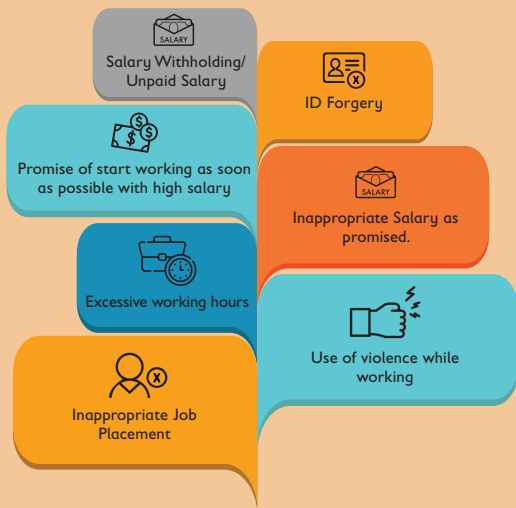 SALARY
Salary Withholding/
Unpaid Salary
ID Forgery
Promise of start working as soon
as possible with high salary
SALARY
Inappropriate Salary as
promised.
Excessive working hours
Use of violence while
working
Inappropriate Job
Placement